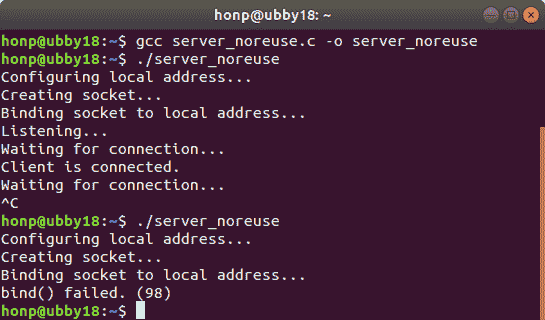 honp@ubby18: ~
honp@ubby18:~$ gcc server_noreuse.c -o server_noreuse
honp@ubby18:~$ ./server_noreuse
Configuring local address...
Creating socket...
Binding socket to local address...
Listening...
Waiting for connection...
Client is connected.
Waiting for connection...
^C
honp@ubby18:~$ ./server_noreuse
Configuring local address...
Creating socket...
Binding socket to local address...
bind() failed. (98)
honp@ubby18:~$